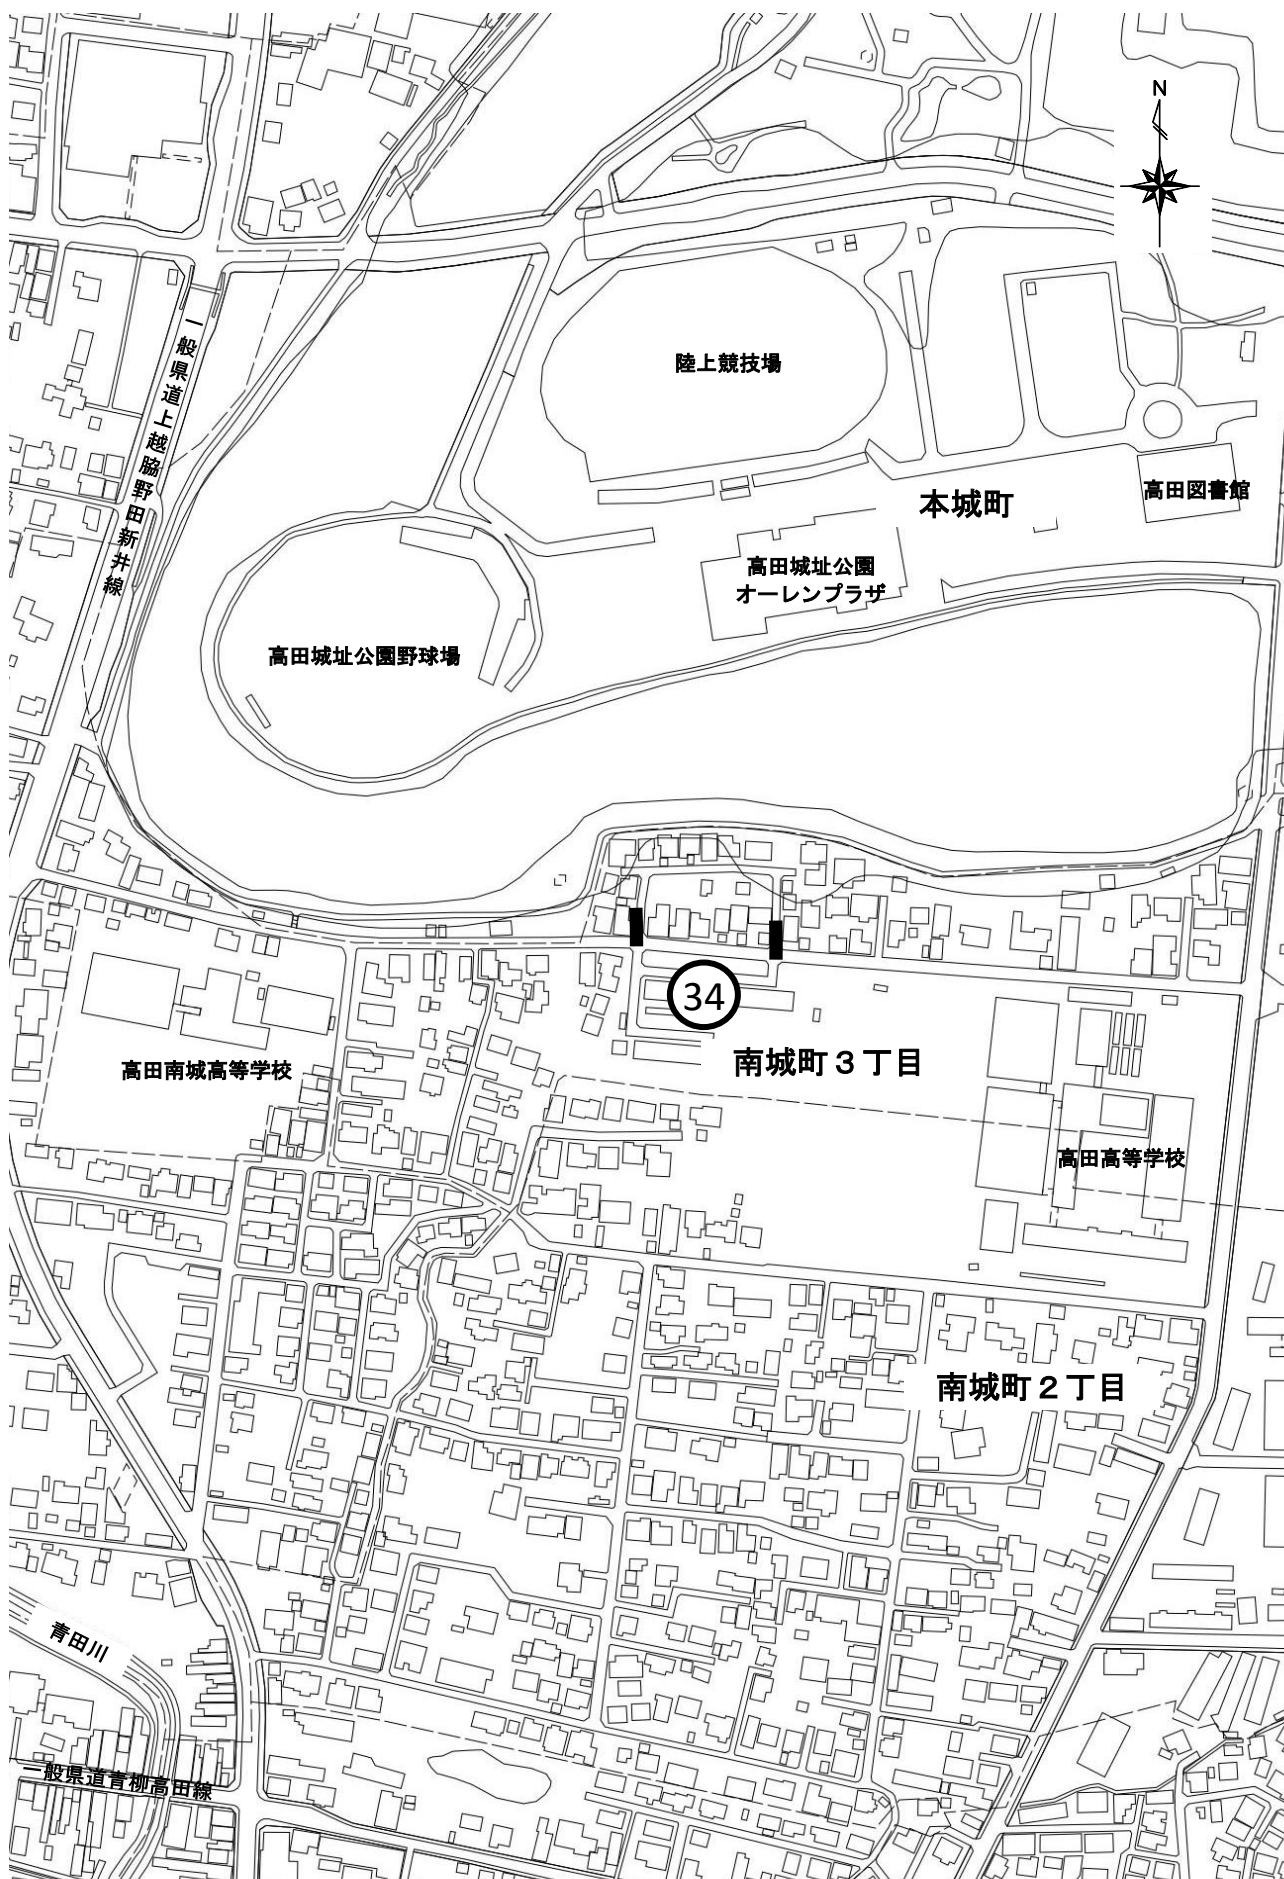 N
一般県道上越脇野田新井線
陸上競技場
本城町
高田図書館
高田城址公園
オーレンプラザ
高田城址公園野球場
34
南城町３丁目
高田南城高等学校
高田高等学校
南城町２丁目
青田川
一般県道青柳高田線